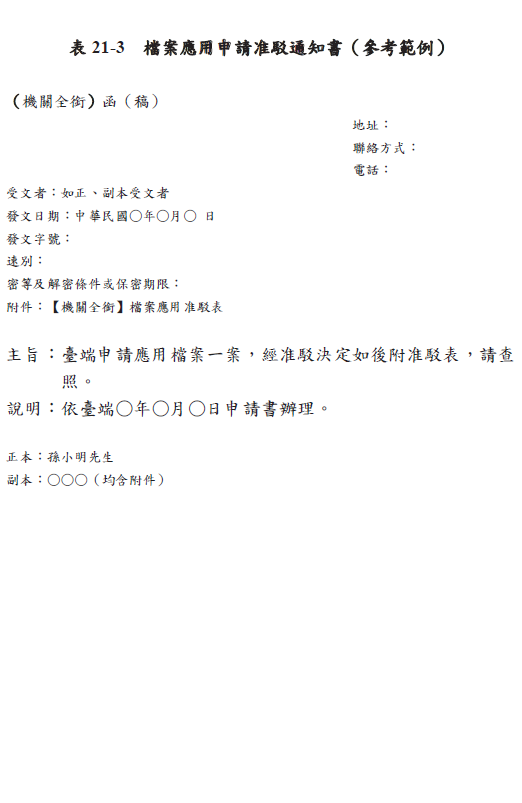 表 21-3　檔案應用申請准駁通知書（參考範例）
（機關全銜）函（稿）
地址：
聯絡方式：
電話：
受文者：如正、副本受文者
發文日期：中華民國〇年〇月〇 日
發文字號：
速別：
密等及解密條件或保密期限：
附件：【機關全銜】檔案應用准駁表
主旨：臺端申請應用檔案一案，經准駁決定如後附准駁表，請查
照。
說明：依臺端〇年〇月〇日申請書辦理。
正本：孫小明先生
副本：〇〇〇（均含附件）